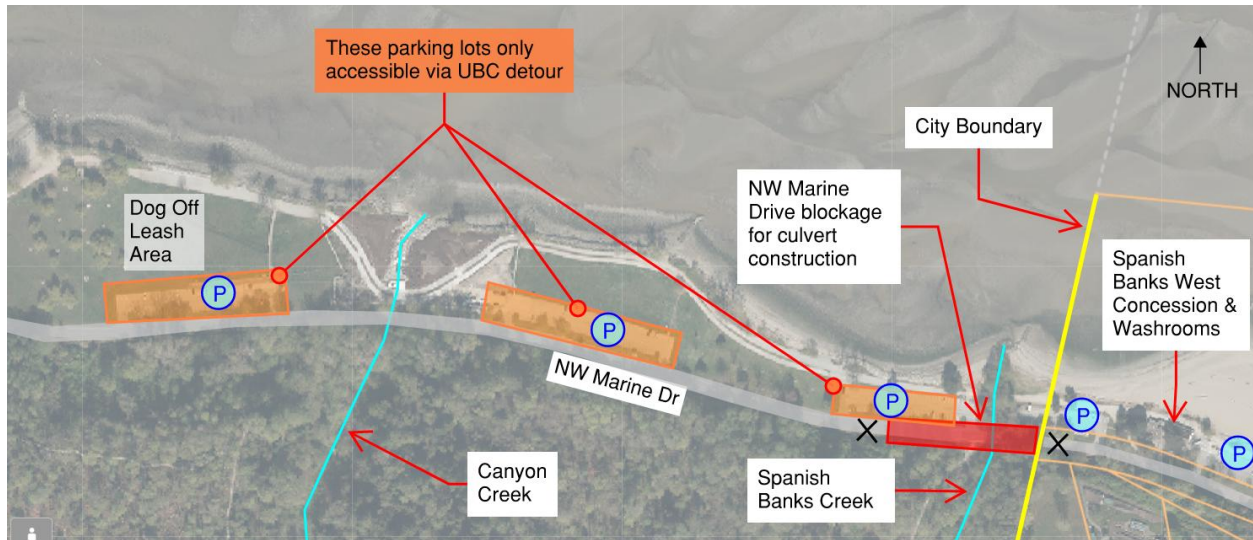 These parking lots only
accessible via UBC detour
NORTH
City Boundary
NW Marine
Drive blockage
for culvert
construction
Dog Off
Leash
Area
Spanish
Banks West
Concession &
Washrooms
P
P
NW Marine Dr
P
P
P
X
X
Canyon
Creek
Spanish
Banks Creek